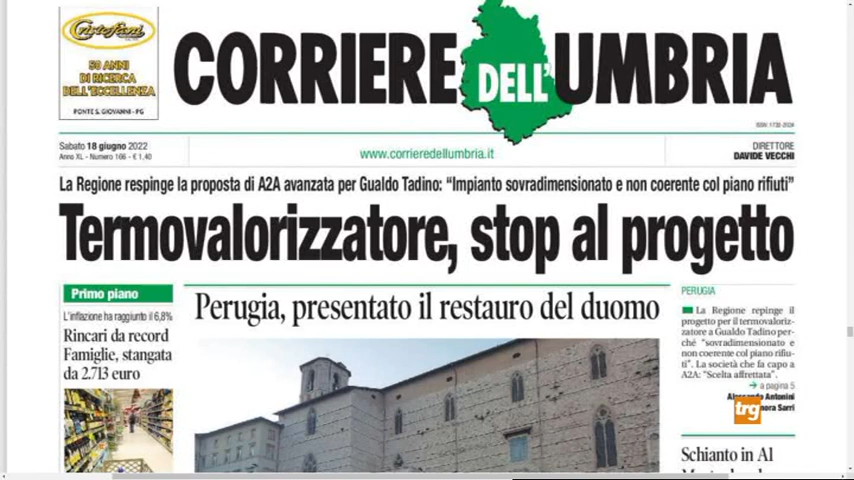 Cristofani
50 ANNI
DI RICERCA
DELL'ECCELLENZA
PONTE S. GIOVANNI - PG
CORRIERE DELL'UMBRIA
Sabato 18 giugno 2022
Anno XL - Numero 166 - € 1,40
www.corrieredellumbria.it
DIRETTORE
DAVIDE VECCHI
La Regione respinge la proposta di A2A avanzata per Gualdo Tadino: “Impianto sovradimensionato e non coerente col piano rifiuti”
Termovalorizzatore, stop al progetto
Primo piano
L'inflazione ha raggiunto il 6,8%
Rincari da record
Famiglie, stangata
da 2.713 euro
Perugia, presentato il restauro del duomo
PERUGIA
La Regione repinge il
progetto per il termovaloriz-
zatore a Gualdo Tadino per-
ché “sovradimensionato e
non coerente col piano rifiu-
ti”. La società che fa capo a
A2A: “Scelta affrettata”.
a pagina 5
Antonini
Sarri
trg
Schianto in A1